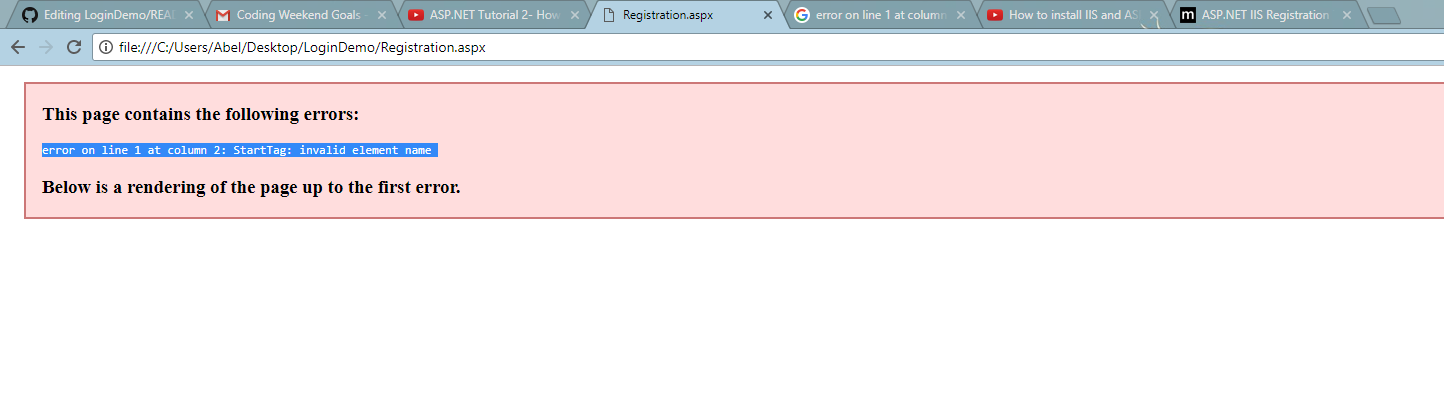 Editing LoginDemo/REA
Coding Weekend Goals -
ASP.NET Tutorial 2- How
Registration.aspx
error on line 1 at column
How to install IIS and AS
m ASP.NET IIS Registration
file:///C:/Users/Abel/Desktop/LoginDemo/Registration.aspx
This page contains the following errors:
error on line 1 at column 2: StartTag: invalid element name
Below is a rendering of the page up to the first error.